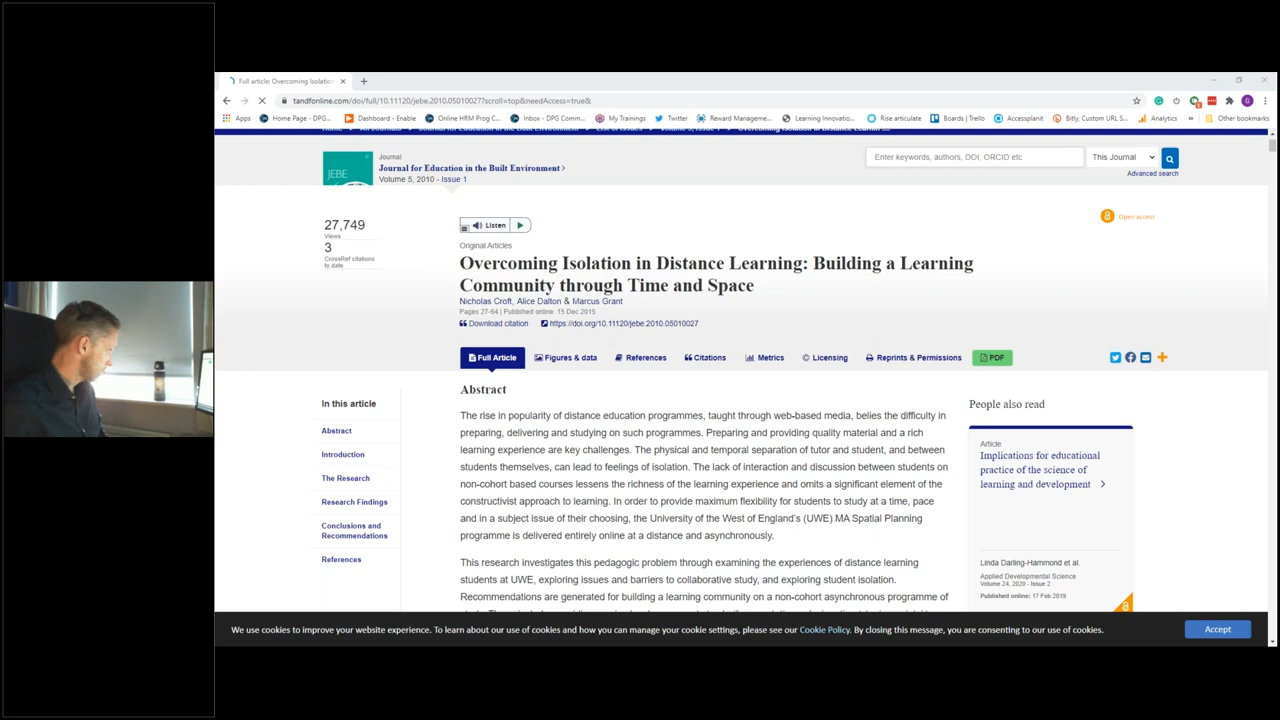 Full article: Overcoming Isolation
tandfonline.com/doi/full/10.11120/jebe.2010.05010027?scroll=top&needAccess=true&
Apps Home Page - DPG... Dashboard - Enable Online HRM Prog C... Inbox - DPG Comm... My Trainings Twitter Reward Manageme... Learning Innovatio... Rise articulate Boards | Trello Accessplanit Bitly, Custom URL S... Analytics » Other bookmarks
Journal
Journal for Education in the Built Environment
Volume 5, 2010 - Issue 1
JEBE
Enter keywords, authors, DOI, ORCID etc
This Journal
Advanced search
27,749
Views
3
CrossRef citations
to date
Listen
Open access
Original Articles
Overcoming Isolation in Distance Learning: Building a Learning
Community through Time and Space
Nicholas Croft, Alice Dalton & Marcus Grant
Pages 27-64 | Published online: 15 Dec 2015
Download citation https://doi.org/10.11120/jebe.2010.05010027
Full Article Figures & data References Citations Metrics Licensing Reprints & Permissions PDF
In this article
Abstract
Introduction
The Research
Research Findings
Conclusions and
Recommendations
References
Abstract
The rise in popularity of distance education programmes, taught through web-based media, belies the difficulty in
preparing, delivering and studying on such programmes. Preparing and providing quality material and a rich
learning experience are key challenges. The physical and temporal separation of tutor and student, and between
students themselves, can lead to feelings of isolation. The lack of interaction and discussion between students on
non-cohort based courses lessens the richness of the learning experience and omits a significant element of the
constructivist approach to learning. In order to provide maximum flexibility for students to study at a time, pace
and in a subject issue of their choosing, the University of the West of England's (UWE) MA Spatial Planning
programme is delivered entirely online at a distance and asynchronously.
This research investigates this pedagogic problem through examining the experiences of distance learning
students at UWE, exploring issues and barriers to collaborative study, and exploring student isolation.
Recommendations are generated for building a learning community on a non-cohort asynchronous programme of
People also read
Article
Implications for educational
practice of the science of
learning and development
Linda Darling-Hammond et al.
Applied Developmental Science
Volume 24, 2020 - Issue 2
Published online: 17 Feb 2019
We use cookies to improve your website experience. To learn about our use of cookies and how you can manage your cookie settings, please see our Cookie Policy. By closing this message, you are consenting to our use of cookies.
Accept